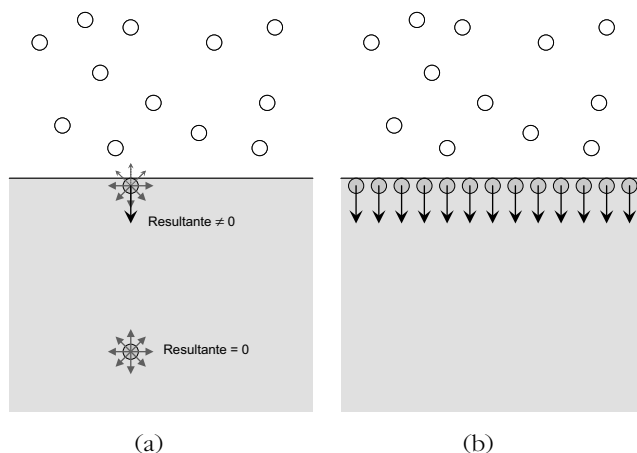 Resultante ≠ 0
Resultante = 0
(a)
(b)